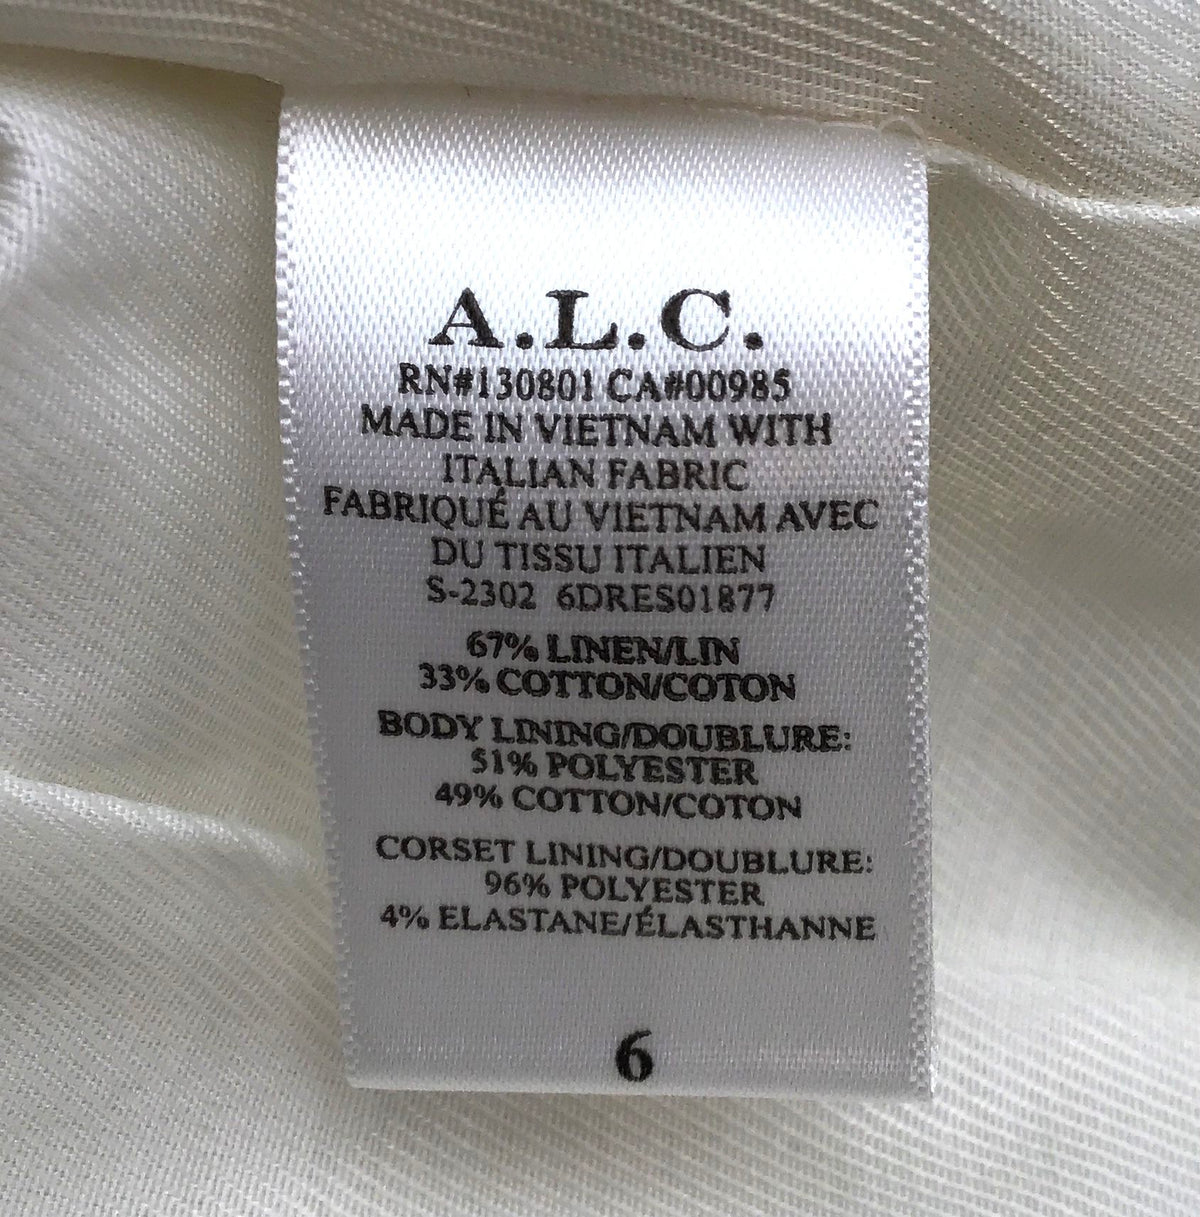 A.L.C.
RN#130801 CA#00985
MADE IN VIETNAM WITH
ITALIAN FABRIC
FABRIQUÉ AU VIETNAM AVEC
DU TISSU ITALIEN
S-2302 6DRES01877
67% LINEN/LIN
33% COTTON/COTON
BODY LINING/DOUBLURE:
51% POLYESTER
49% COTTON/COTON
CORSET LINING/DOUBLURE:
96% POLYESTER
4% ELASTANE/ÉLASTHANNE
6